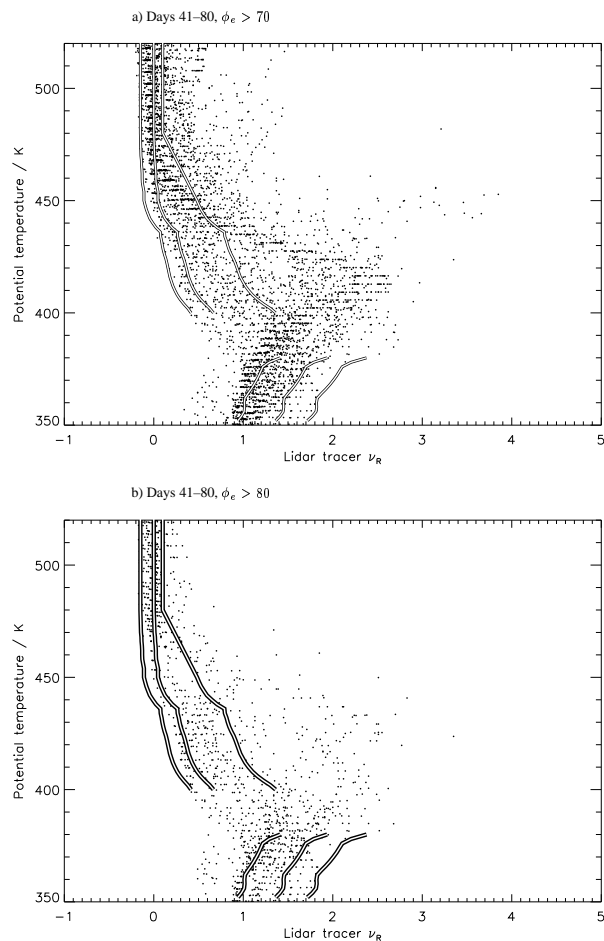 a) Days 41–80, ϕe > 70
500
450
400
350
Potential temperature / K
−1 0 1 2 3 4 5
Lidar tracer νR
b) Days 41–80, ϕe > 80
500
450
400
350
Potential temperature / K
−1 0 1 2 3 4 5
Lidar tracer νR